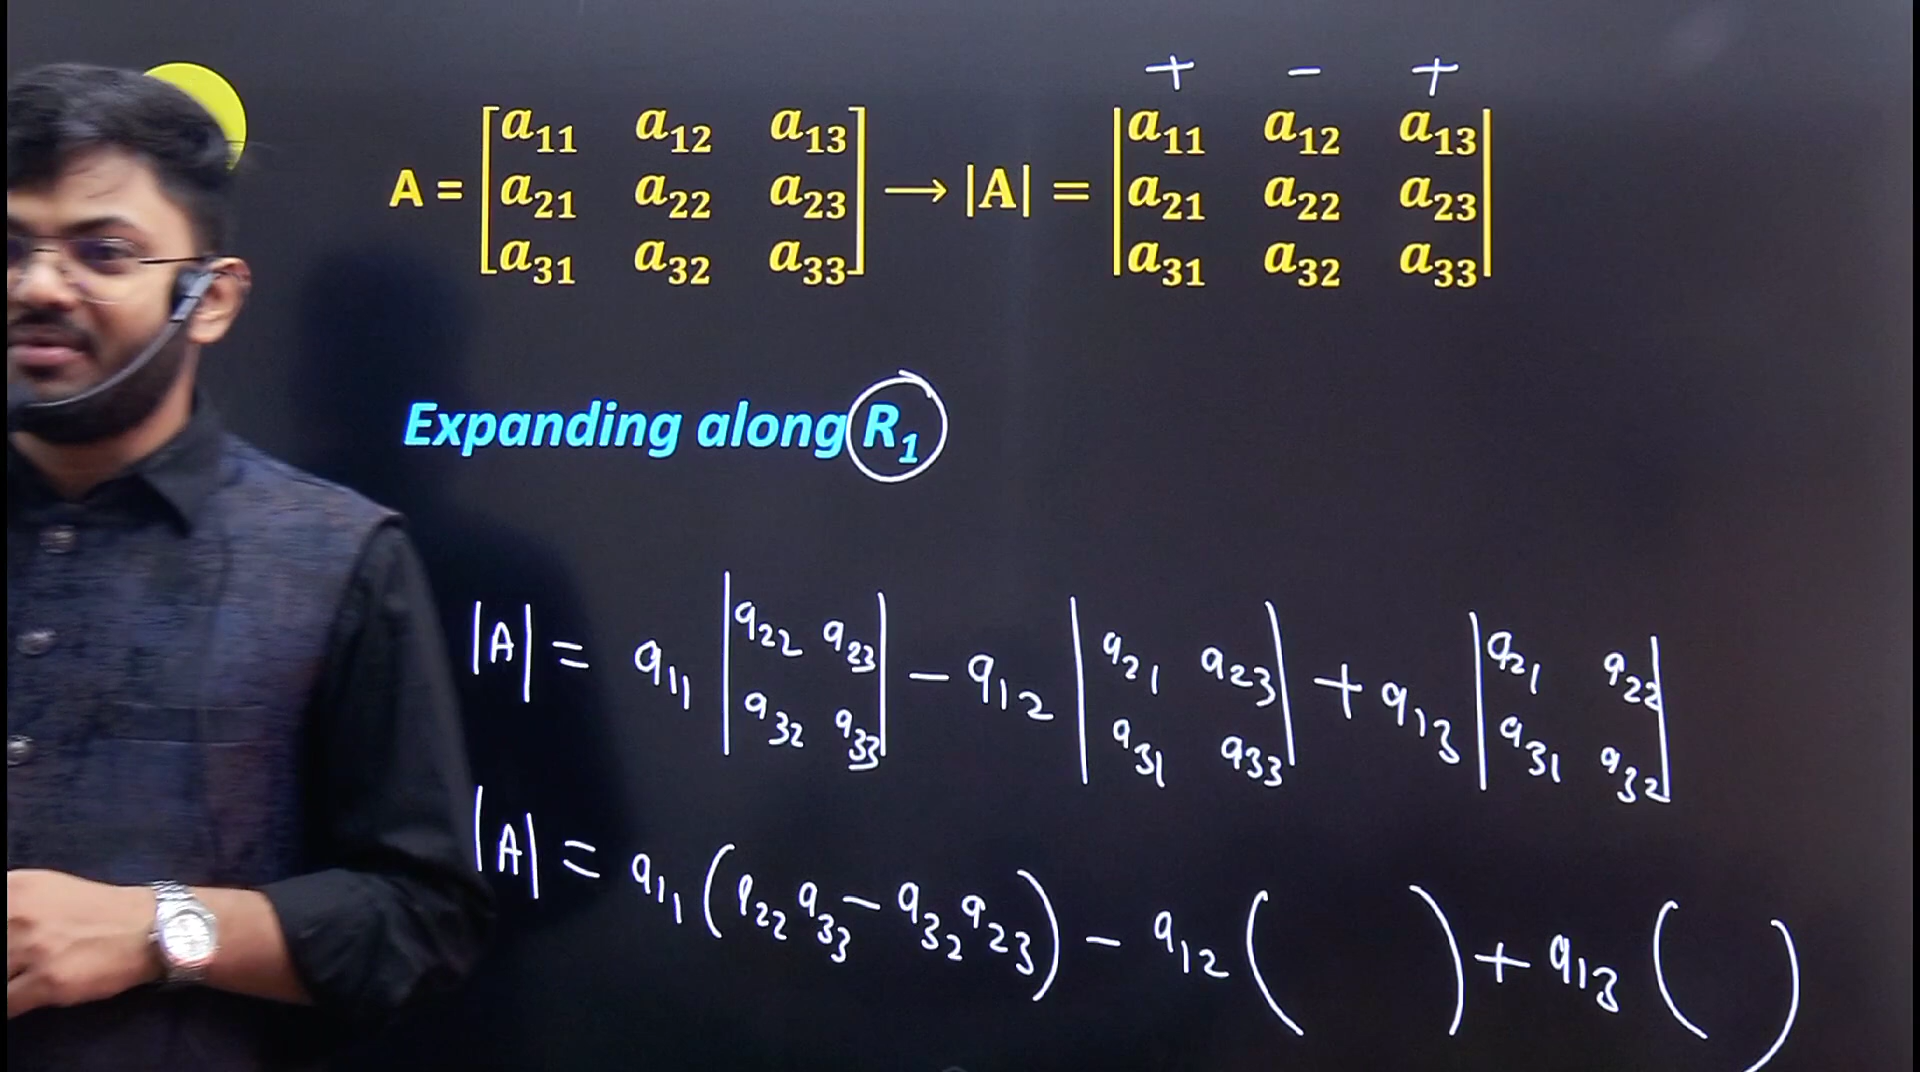 + − +
A = [a₁₁ a₁₂ a₁₃] → |A| = |a₁₁ a₁₂ a₁₃|
[a₂₁ a₂₂ a₂₃] |a₂₁ a₂₂ a₂₃|
[a₃₁ a₃₂ a₃₃] |a₃₁ a₃₂ a₃₃|
Expanding along R₁
|A| = a₁₁ |a₂₂ a₂₃| − a₁₂ |a₂₁ a₂₃| + a₁₃ |a₂₁ a₂₂|
|a₃₂ a₃₃| |a₃₁ a₃₃| |a₃₁ a₃₂|
|A| = a₁₁ (a₂₂ a₃₃ − a₃₂ a₂₃) − a₁₂ ( ) + a₁₃ ( )